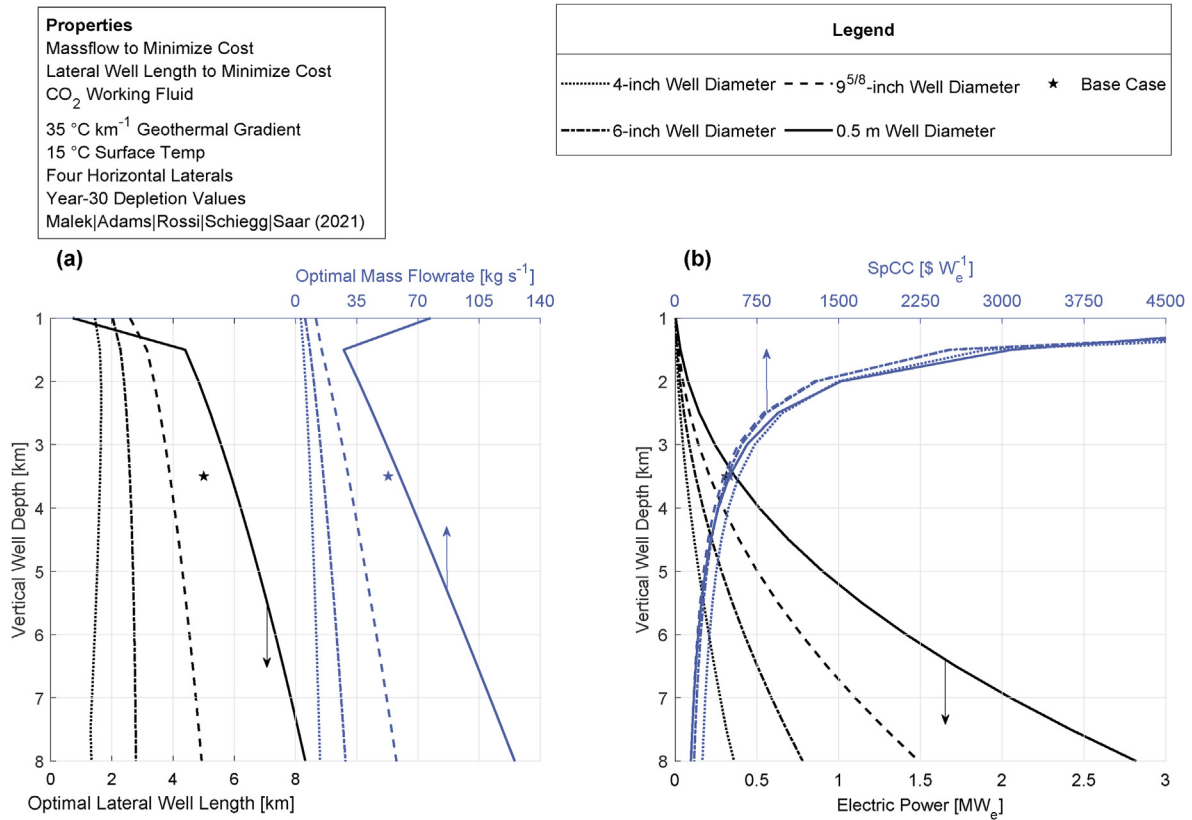 Properties
Massflow to Minimize Cost
Lateral Well Length to Minimize Cost
CO2 Working Fluid
35 °C km-1 Geothermal Gradient
15 °C Surface Temp
Four Horizontal Laterals
Year-30 Depletion Values
Malek|Adams|Rossi|Schiegg|Saar (2021)
Legend
4-inch Well Diameter
9 5/8-inch Well Diameter
Base Case
6-inch Well Diameter
0.5 m Well Diameter
(a)
Optimal Mass Flowrate [kg s-1]
0 35 70 105 140
1
2
3
4
5
6
7
8
Vertical Well Depth [km]
0 2 4 6 8
Optimal Lateral Well Length [km]
(b)
SpCC [$ We-1]
0 750 1500 2250 3000 3750 4500
1
2
3
4
5
6
7
8
Vertical Well Depth [km]
0 0.5 1 1.5 2 2.5 3
Electric Power [MWe]